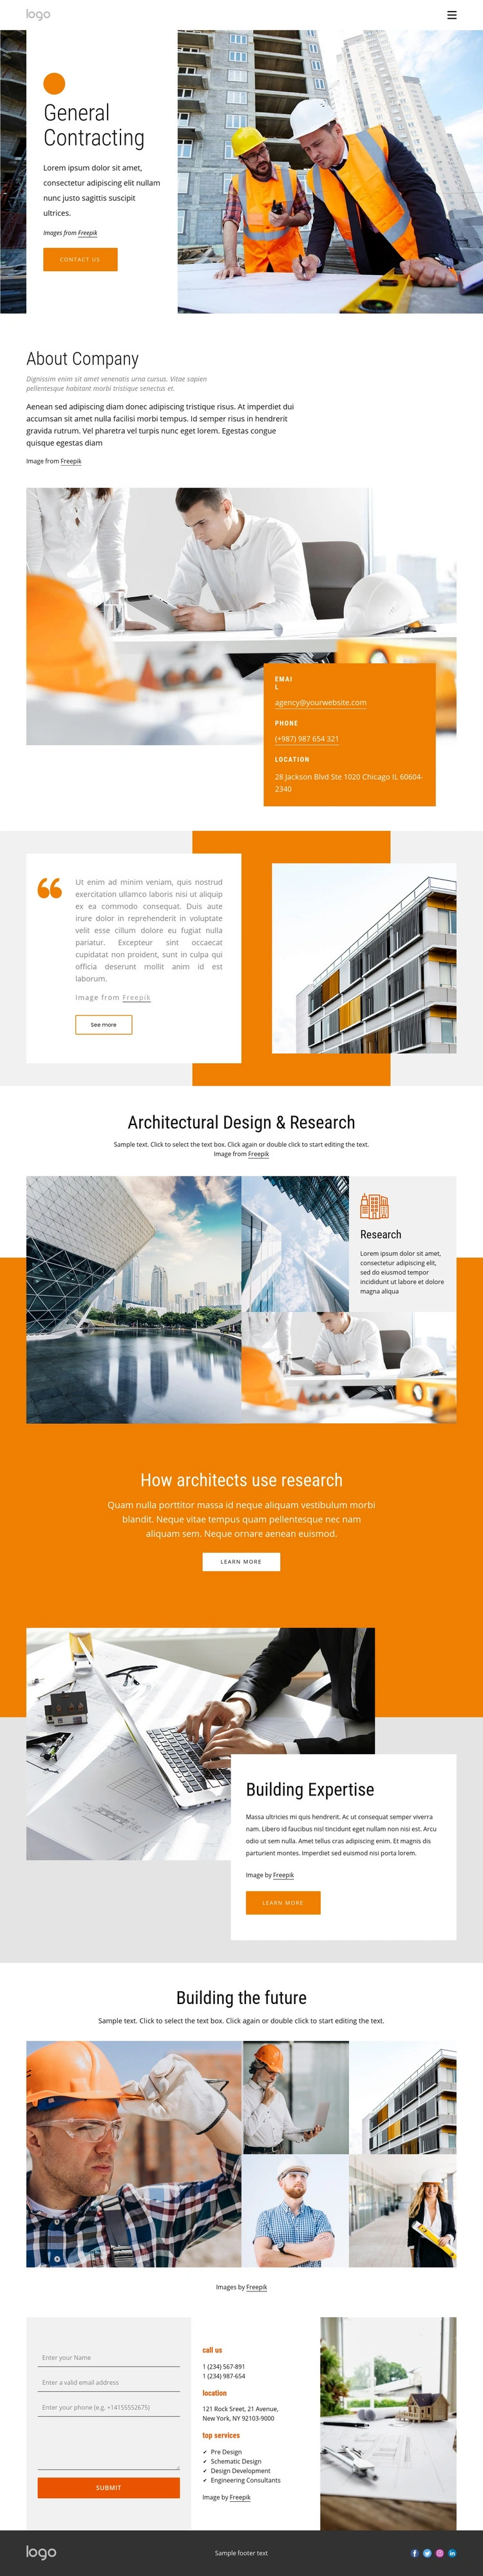 logo
General
Contracting
Lorem ipsum dolor sit amet,
consectetur adipiscing elit nullam
nunc justo sagittis suscipit
ultrices.
Images from Freepik
CONTACT US
About Company
Dignissim enim sit amet venenatis urna cursus. Vitae sapien
pellentesque habitant morbi tristique senectus et.
Aenean sed adipiscing diam donec adipiscing tristique risus. At imperdiet dui
accumsan sit amet nulla facilisi morbi tempus. Id semper risus in hendrerit
gravida rutrum. Vel pharetra vel turpis nunc eget lorem. Egestas congue
quisque egestas diam
Image from Freepik
EMAI
L
agency@yourwebsite.com
PHONE
(+987) 987 654 321
LOCATION
28 Jackson Blvd Ste 1020 Chicago IL 60604-
2340
Ut enim ad minim veniam, quis nostrud
exercitation ullamco laboris nisi ut aliquip
ex ea commodo consequat. Duis aute
irure dolor in reprehenderit in voluptate
velit esse cillum dolore eu fugiat nulla
pariatur. Excepteur sint occaecat
cupidatat non proident, sunt in culpa qui
officia deserunt mollit anim id est
laborum.
Image from Freepik
See more
Architectural Design & Research
Sample text. Click to select the text box. Click again or double click to start editing the text.
Image from Freepik
Research
Lorem ipsum dolor sit amet,
consectetur adipiscing elit,
sed do eiusmod tempor
incididunt ut labore et dolore
magna aliqua
How architects use research
Quam nulla porttitor massa id neque aliquam vestibulum morbi
blandit. Neque vitae tempus quam pellentesque nec nam
aliquam sem. Neque ornare aenean euismod.
LEARN MORE
Building Expertise
Massa ultricies mi quis hendrerit. Ac ut consequat semper viverra
nam. Libero id faucibus nisl tincidunt eget nullam non nisi est. Arcu
odio ut sem nulla. Amet tellus cras adipiscing enim. Et magnis dis
parturient montes. Imperdiet sed euismod nisi porta lorem.
Image by Freepik
LEARN MORE
Building the future
Sample text. Click to select the text box. Click again or double click to start editing the text.
Images by Freepik
Enter your Name
Enter a valid email address
Enter your phone (e.g. +14155552675)
SUBMIT
call us
1 (234) 567-891
1 (234) 987-654
location
121 Rock Sreet, 21 Avenue,
New York, NY 92103-9000
top services
Pre Design
Schematic Design
Design Development
Engineering Consultants
Image by Freepik
logo
Sample footer text